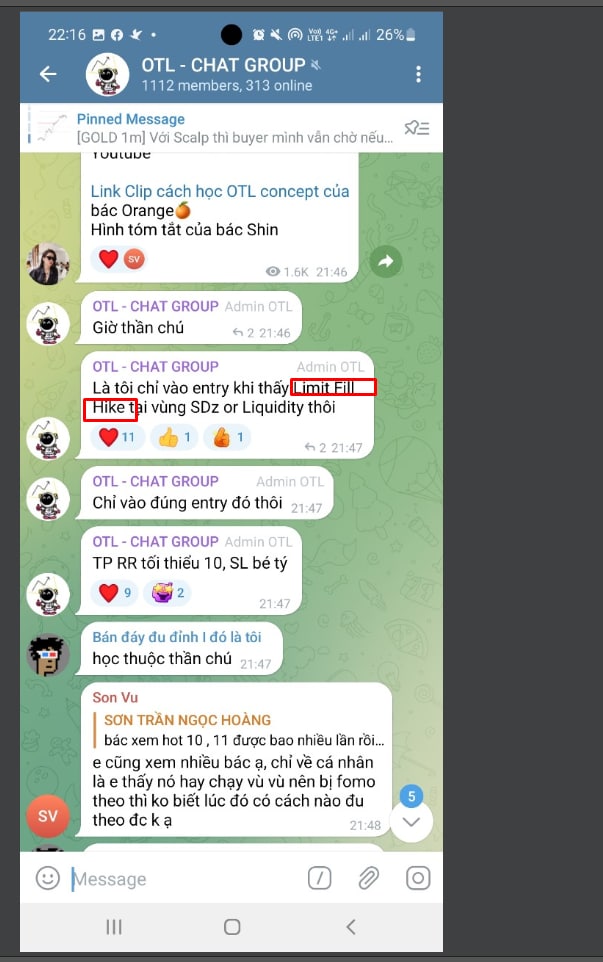 22:16
Vo)) 4G+
LTE1
26%
OTL - CHAT GROUP
1112 members, 313 online
Pinned Message
[GOLD 1m] Với Scalp thì buyer mình vẫn chờ nếu...
Youtube
Link Clip cách học OTL concept của
bác Orange🍊
Hình tóm tắt của bác Shin
SV
1.6K 21:46
OTL - CHAT GROUP Admin OTL
Giờ thần chú
2 21:46
OTL - CHAT GROUP Admin OTL
Là tôi chỉ vào entry khi thấy Limit Fill
Hike tại vùng SDz or Liquidity thôi
11 1 1
2 21:47
OTL - CHAT GROUP Admin OTL
Chỉ vào đúng entry đó thôi 21:47
OTL - CHAT GROUP Admin OTL
TP RR tối thiểu 10, SL bé tý
9 2
21:47
Bán đáy đu đỉnh l đó là tôi
học thuộc thần chú 21:47
Son Vu
SƠN TRẦN NGỌC HOÀNG
bác xem hot 10 , 11 được bao nhiêu lần rồi...
e cũng xem nhiều bác ạ, chỉ về cá nhân
là e thấy nó hay chạy vù vù nên bị fomo
theo thì ko biết lúc đó có cách nào đu
theo đc k ạ
SV
21:48
5
Message